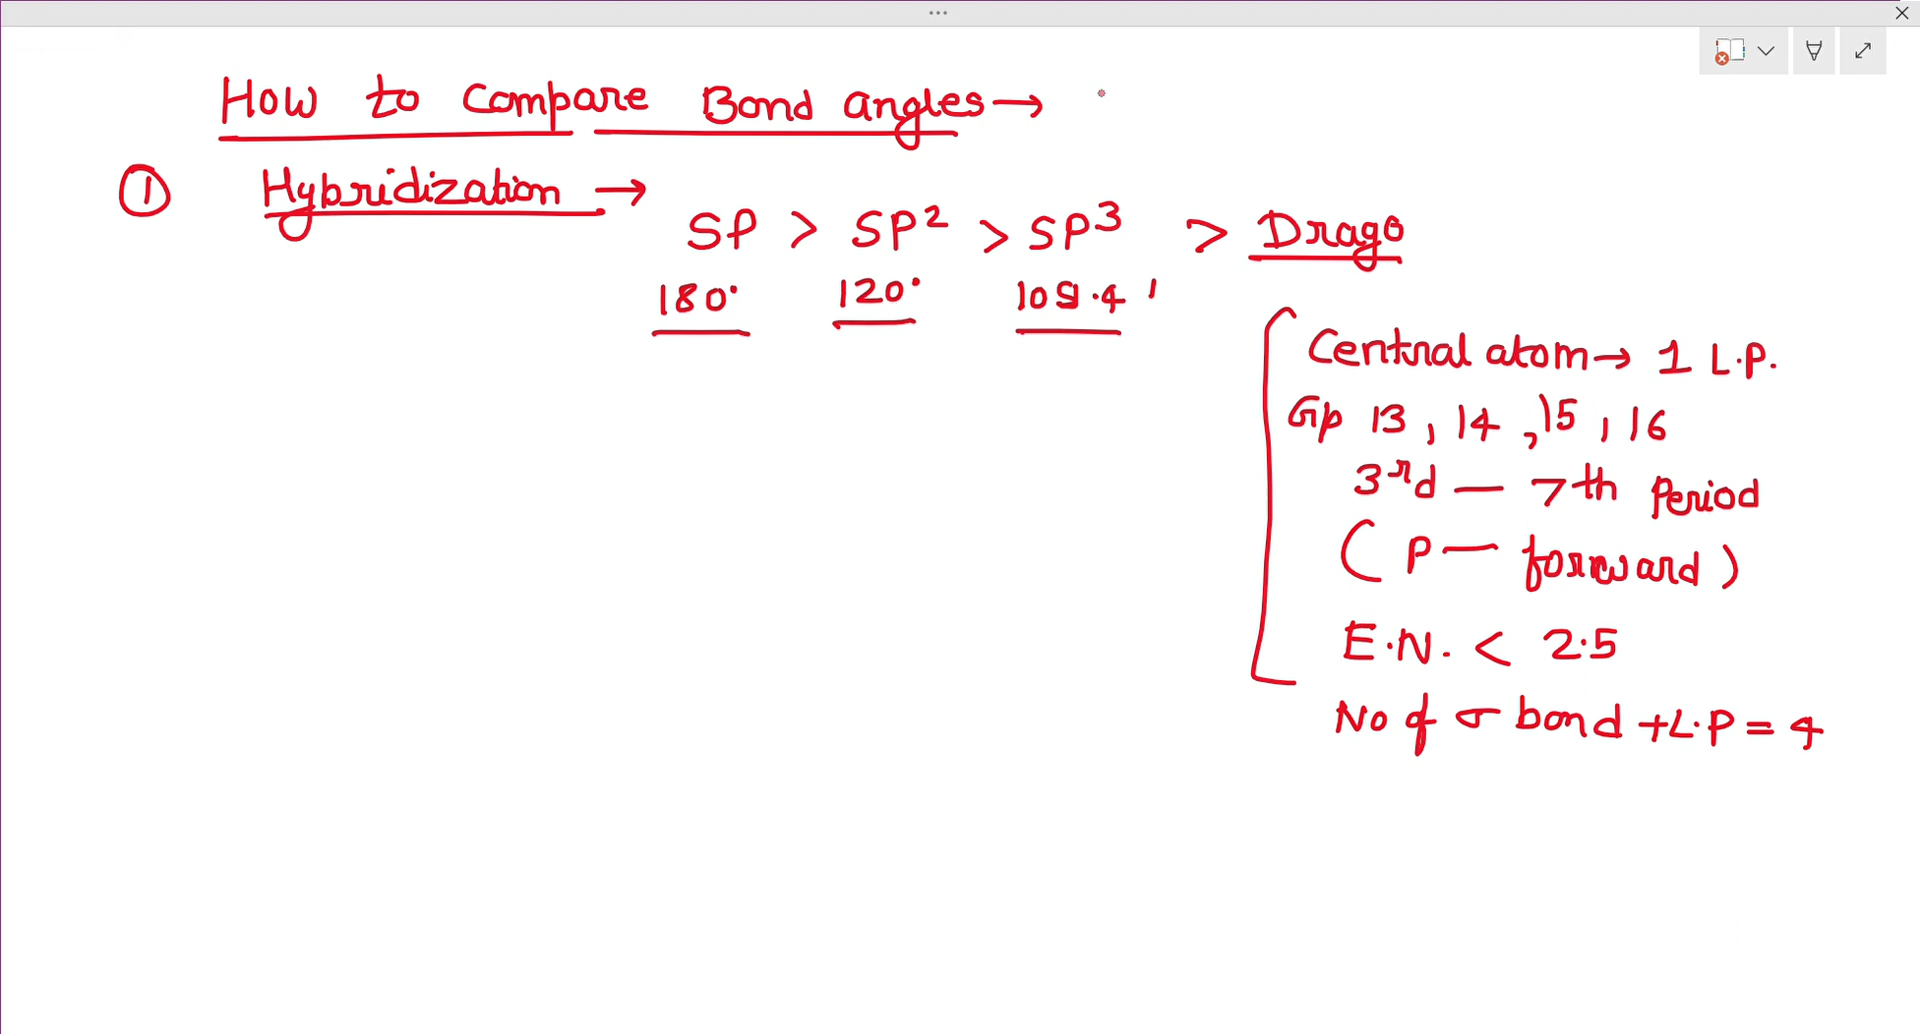 How to Compare Bond angles →
① Hybridization →
SP > SP² > SP³ > Drago
180° 120° 109.4'
Central atom → 1 L.P.
Gp 13, 14, 15, 16
3rd — 7th Period
(P — forward)
E.N. < 2.5
No of σ bond + L.P = 4